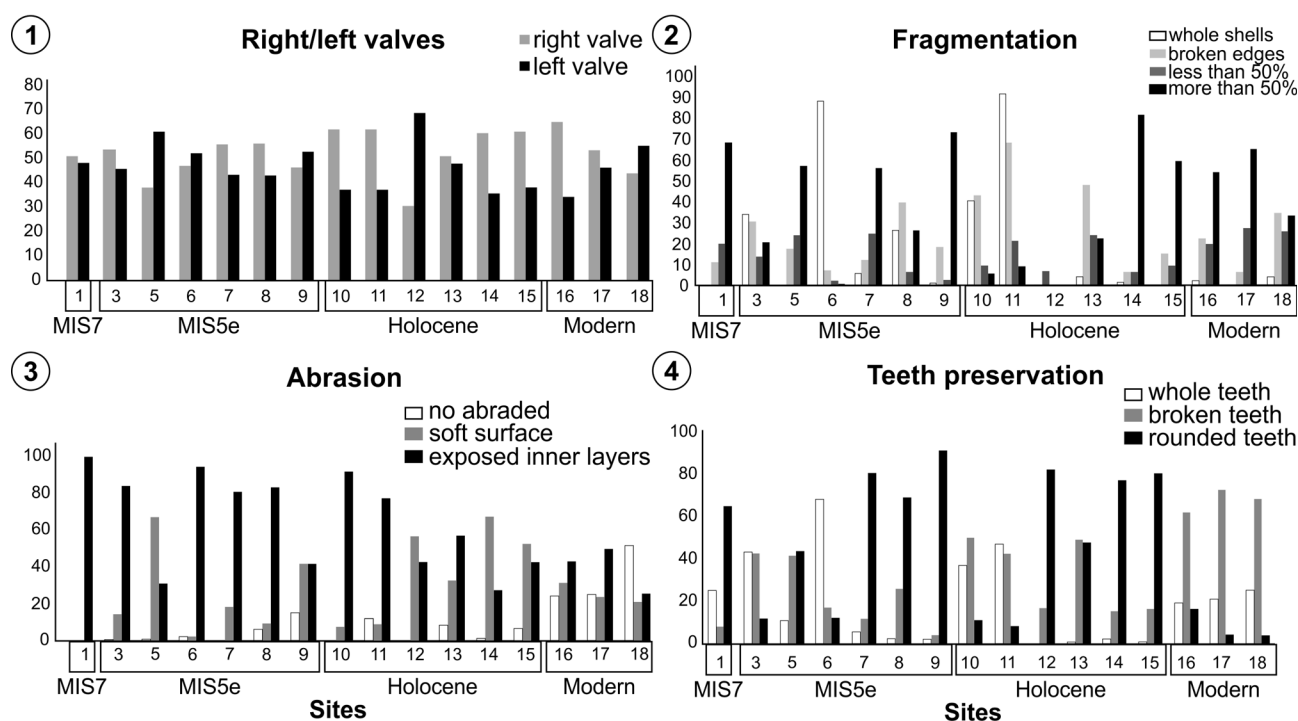 1
Right/left valves
right valve
left valve
80
70
60
50
40
30
20
10
0
1 3 5 6 7 8 9 10 11 12 13 14 15 16 17 18
MIS7 MIS5e Holocene Modern
2
Fragmentation
whole shells
broken edges
less than 50%
more than 50%
100
90
80
70
60
50
40
30
20
10
0
1 3 5 6 7 8 9 10 11 12 13 14 15 16 17 18
MIS7 MIS5e Holocene Modern
3
Abrasion
no abraded
soft surface
exposed inner layers
100
80
60
40
20
0
1 3 5 6 7 8 9 10 11 12 13 14 15 16 17 18
MIS7 MIS5e Holocene Modern
Sites
4
Teeth preservation
whole teeth
broken teeth
rounded teeth
100
80
60
40
20
0
1 3 5 6 7 8 9 10 11 12 13 14 15 16 17 18
MIS7 MIS5e Holocene Modern
Sites